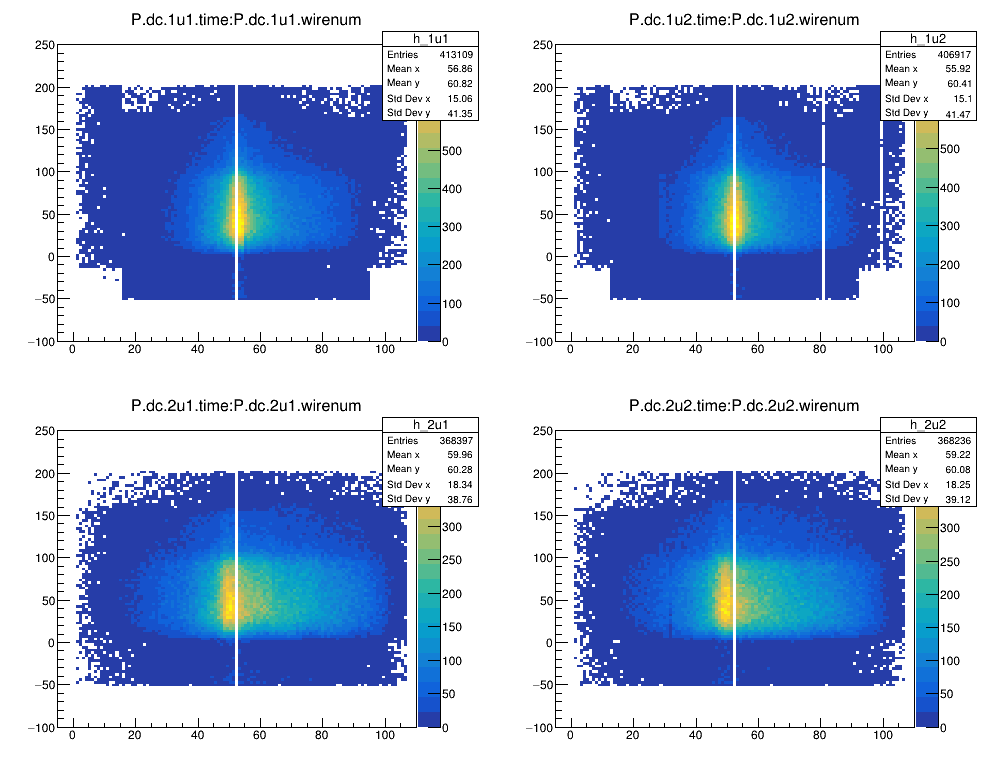 P.dc.1u1.time:P.dc.1u1.wirenum
h_1u1
Entries 413109
Mean x 56.86
Mean y 60.82
Std Dev x 15.06
Std Dev y 41.35
250
200
150
100
50
0
−50
−100
0 20 40 60 80 100
500
400
300
200
100
0
P.dc.1u2.time:P.dc.1u2.wirenum
h_1u2
Entries 406917
Mean x 55.92
Mean y 60.41
Std Dev x 15.1
Std Dev y 41.47
250
200
150
100
50
0
−50
−100
0 20 40 60 80 100
500
400
300
200
100
0
P.dc.2u1.time:P.dc.2u1.wirenum
h_2u1
Entries 368397
Mean x 59.96
Mean y 60.28
Std Dev x 18.34
Std Dev y 38.76
250
200
150
100
50
0
−50
−100
0 20 40 60 80 100
300
250
200
150
100
50
0
P.dc.2u2.time:P.dc.2u2.wirenum
h_2u2
Entries 368236
Mean x 59.22
Mean y 60.08
Std Dev x 18.25
Std Dev y 39.12
250
200
150
100
50
0
−50
−100
0 20 40 60 80 100
300
250
200
150
100
50
0